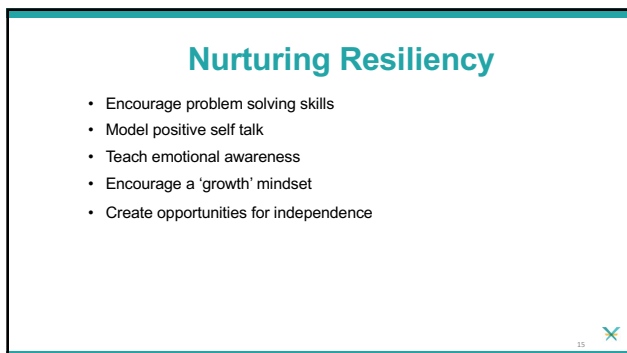 Nurturing Resiliency
• Encourage problem solving skills
• Model positive self talk
• Teach emotional awareness
• Encourage a ‘growth’ mindset
• Create opportunities for independence
15